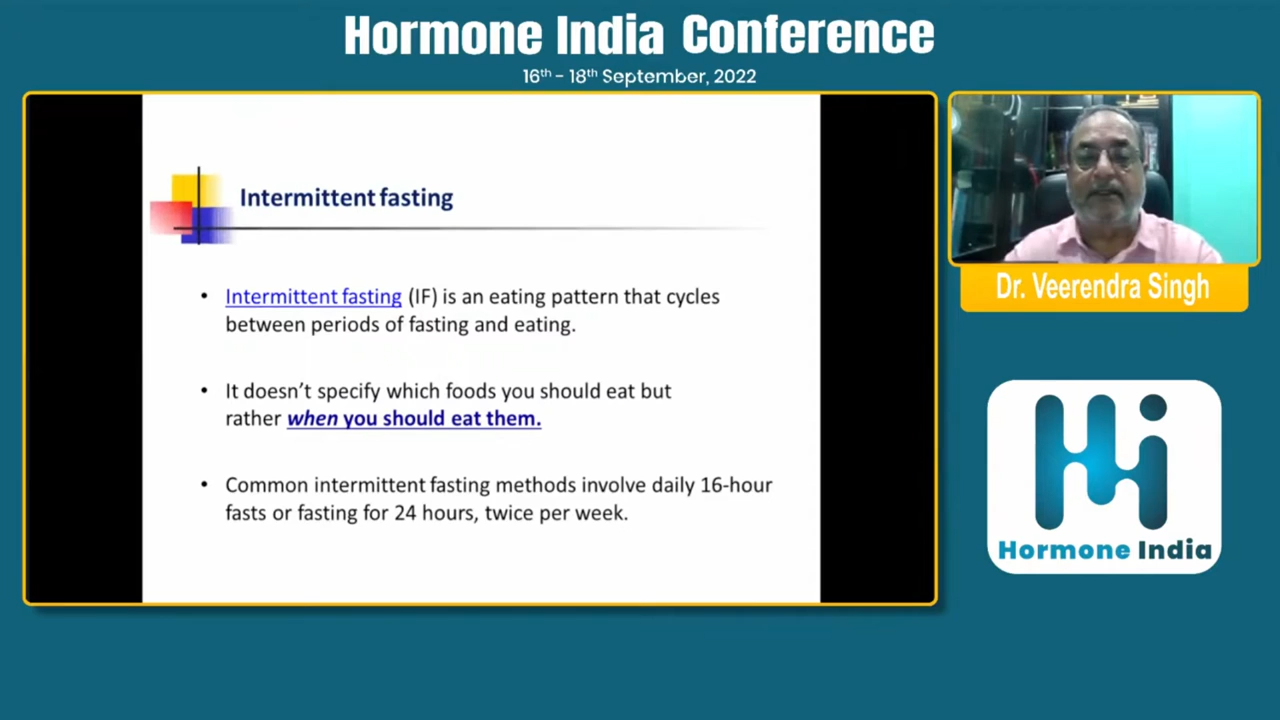 Hormone India Conference
16th - 18th September, 2022
Intermittent fasting
• Intermittent fasting (IF) is an eating pattern that cycles
between periods of fasting and eating.
• It doesn't specify which foods you should eat but
rather when you should eat them.
• Common intermittent fasting methods involve daily 16-hour
fasts or fasting for 24 hours, twice per week.
Dr. Veerendra Singh
Hi
Hormone India